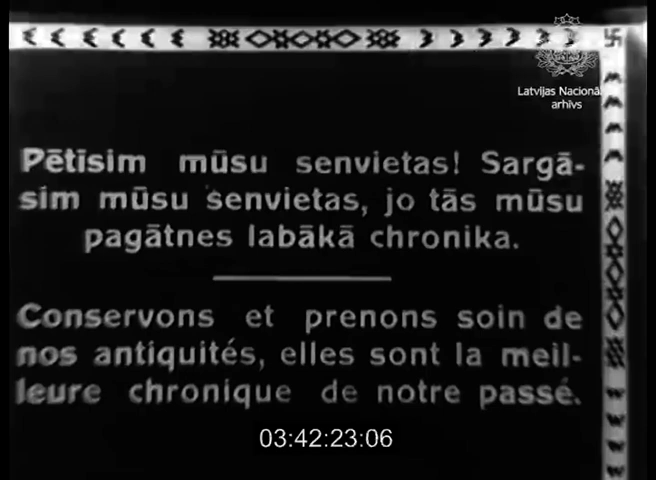 Latvijas Nacionāl
arhīvs
Pētīsim mūsu senvietas! Sargā-
sim mūsu senvietas, jo tās mūsu
pagātnes labākā chronika.
Conservons et prenons soin de
nos antiquités, elles sont la meil-
leure chronique de notre passé.
03:42:23:06